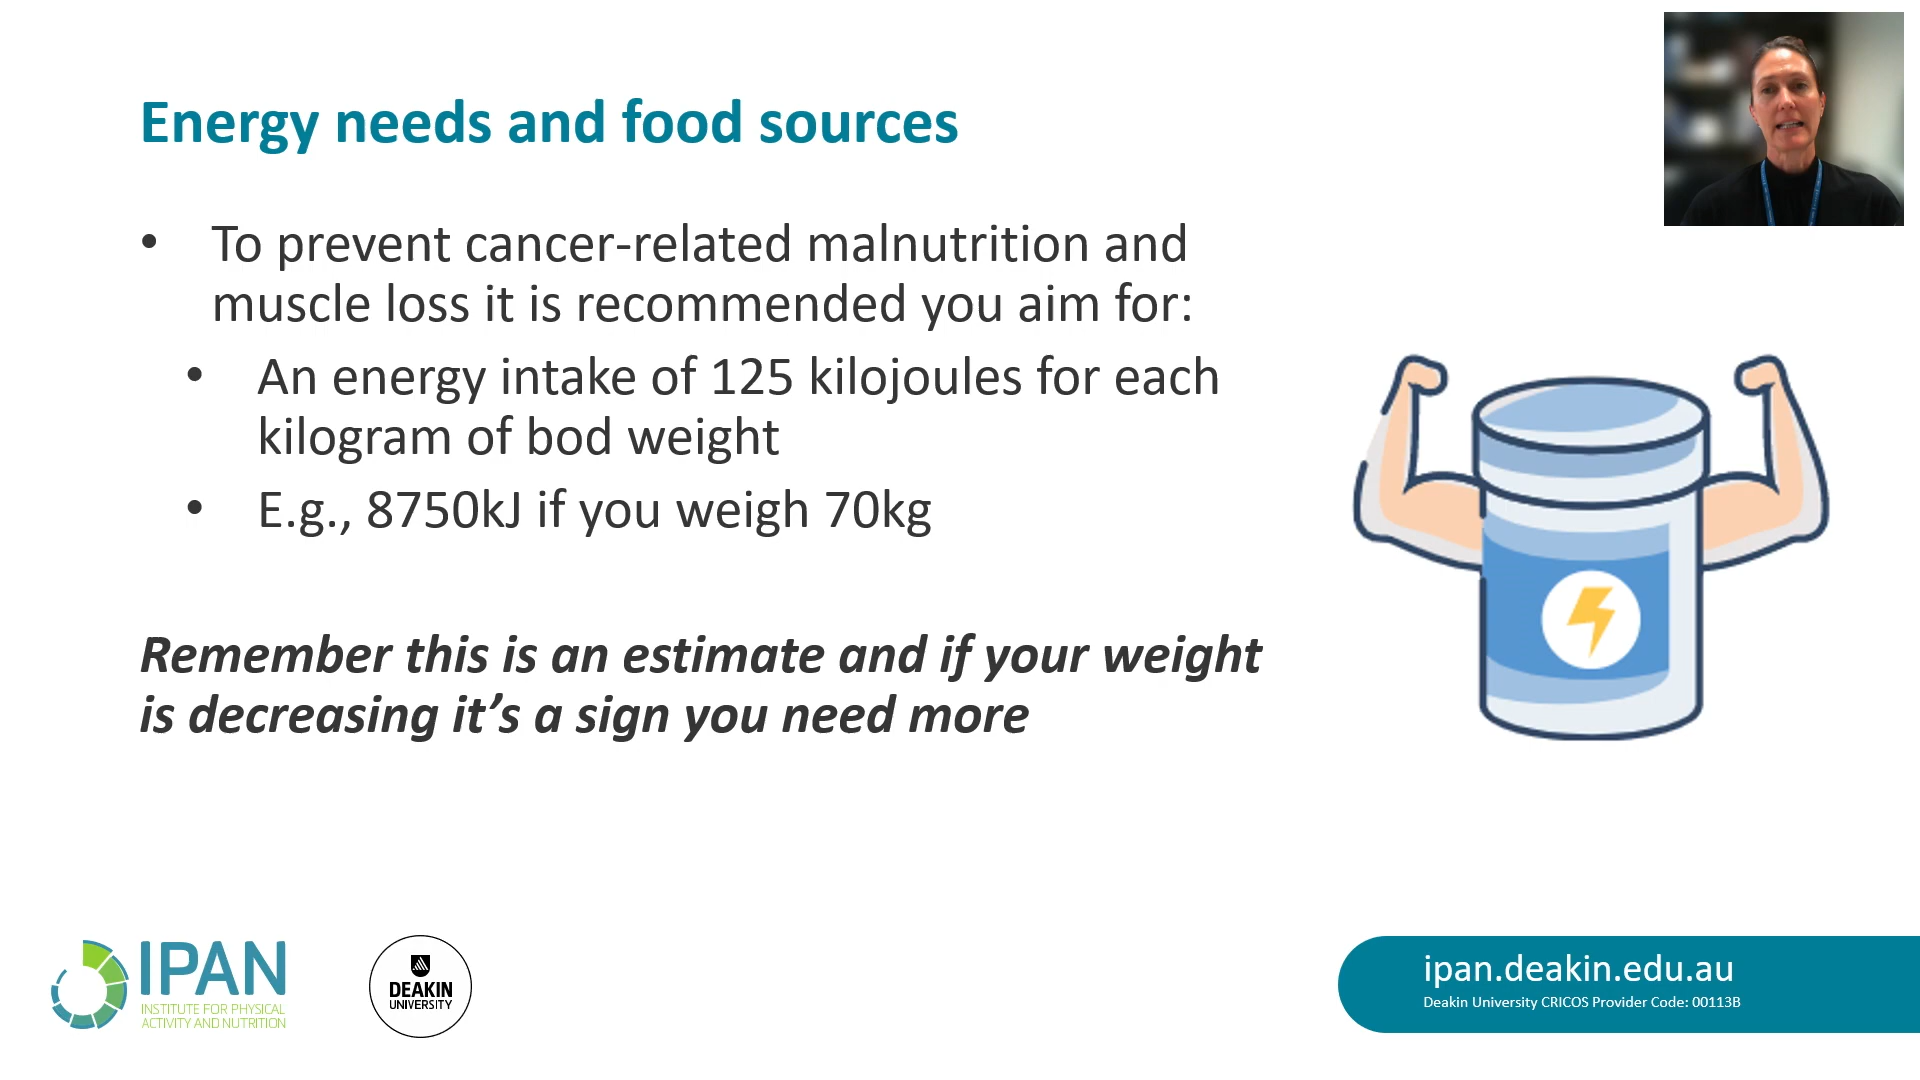 Energy needs and food sources
• To prevent cancer-related malnutrition and
muscle loss it is recommended you aim for:
• An energy intake of 125 kilojoules for each
kilogram of bod weight
• E.g., 8750kJ if you weigh 70kg
Remember this is an estimate and if your weight
is decreasing it’s a sign you need more
IPAN
INSTITUTE FOR PHYSICAL
ACTIVITY AND NUTRITION
DEAKIN
UNIVERSITY
ipan.deakin.edu.au
Deakin University CRICOS Provider Code: 00113B